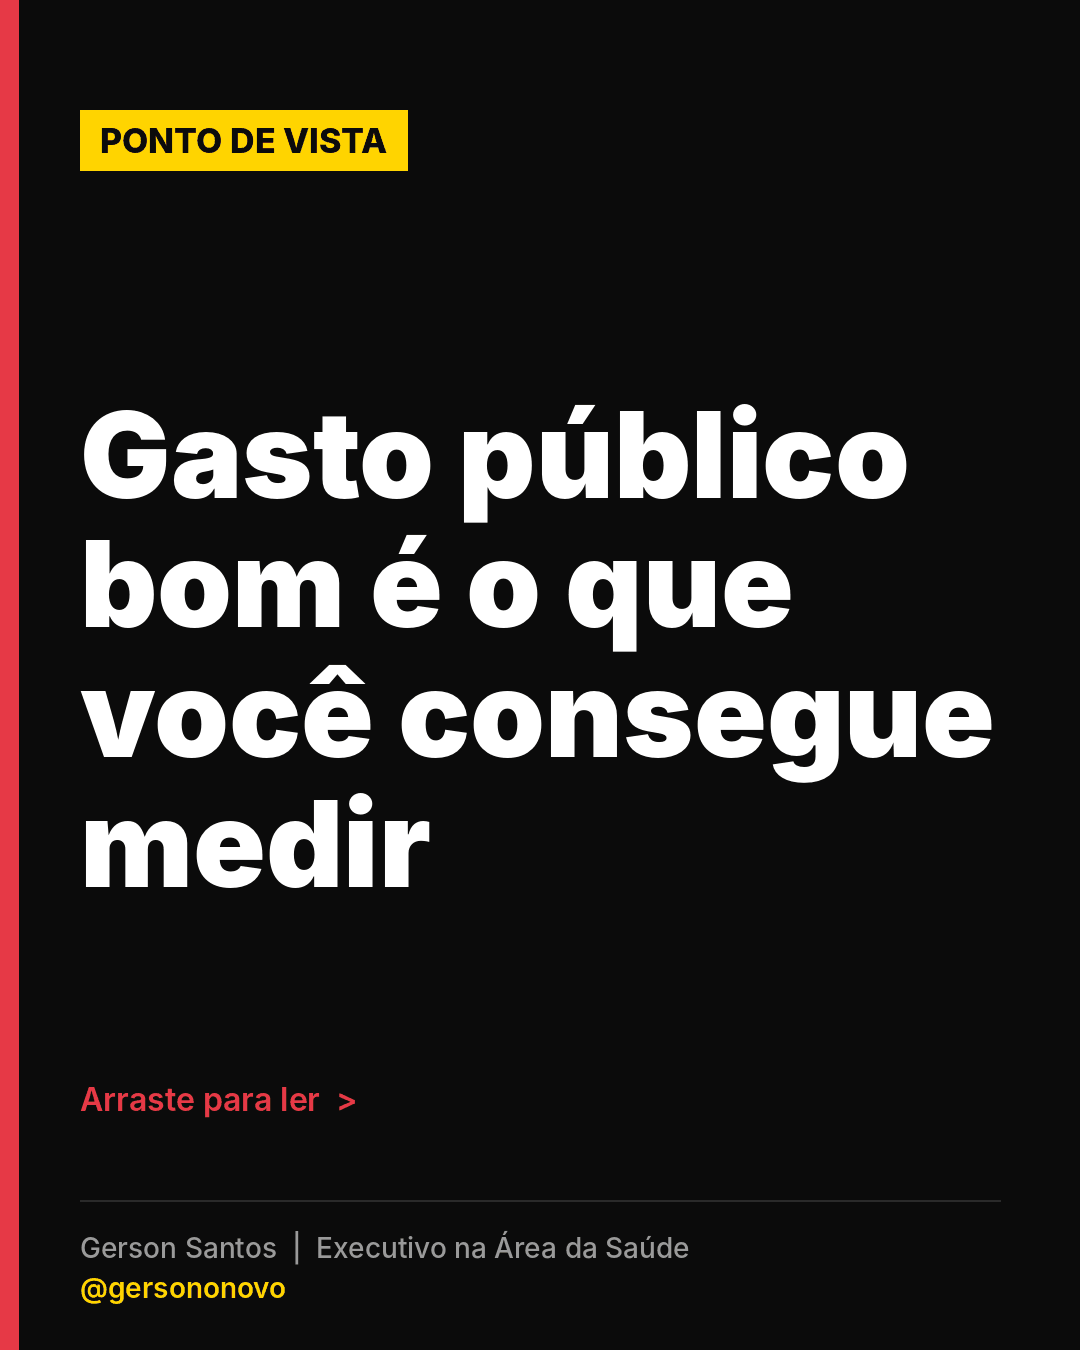 PONTO DE VISTA
Gasto público
bom é o que
você consegue
medir
Arraste para ler >
Gerson Santos | Executivo na Área da Saúde
@gersononovo